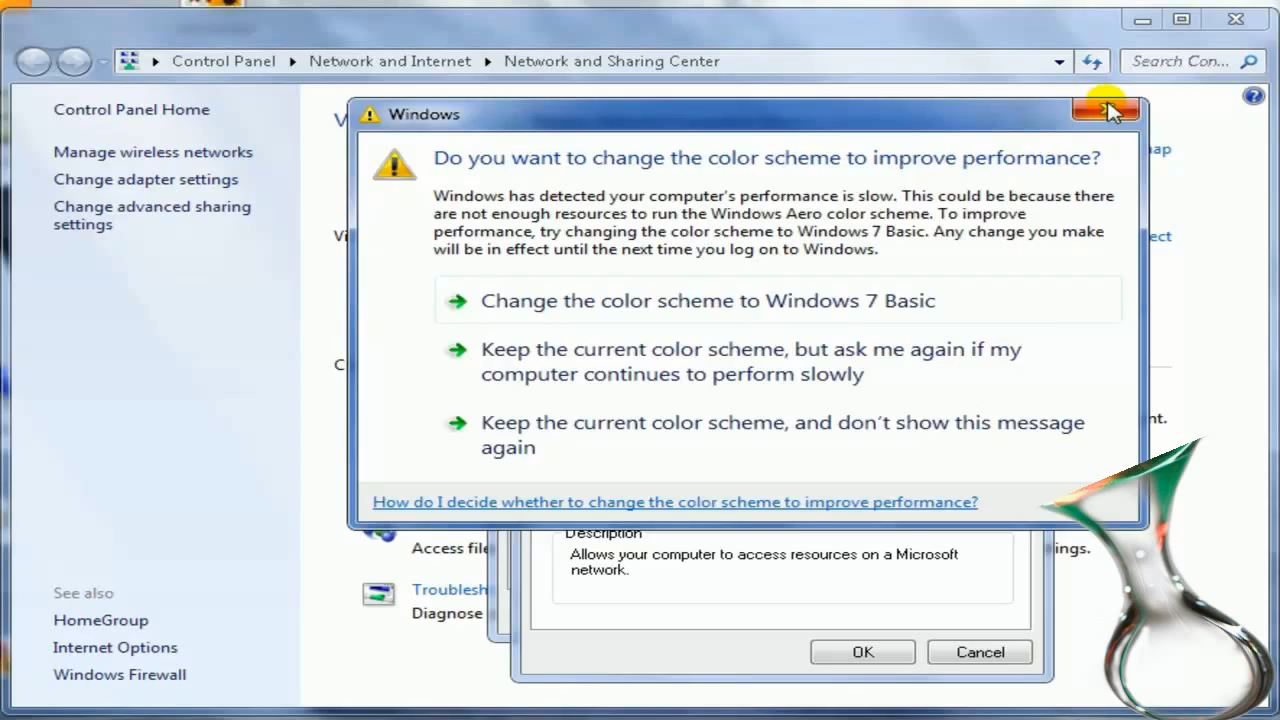 Control Panel Network and Internet Network and Sharing Center Search Con...
Control Panel Home
Manage wireless networks
Change adapter settings
Change advanced sharing
settings
See also
HomeGroup
Internet Options
Windows Firewall
Windows
Do you want to change the color scheme to improve performance?
Windows has detected your computer's performance is slow. This could be because there
are not enough resources to run the Windows Aero color scheme. To improve
performance, try changing the color scheme to Windows 7 Basic. Any change you make
will be in effect until the next time you log on to Windows.
Change the color scheme to Windows 7 Basic
Keep the current color scheme, but ask me again if my
computer continues to perform slowly
Keep the current color scheme, and don't show this message
again
How do I decide whether to change the color scheme to improve performance?
Description
Allows your computer to access resources on a Microsoft
network.
OK Cancel
Access file
Troublesh
Diagnose